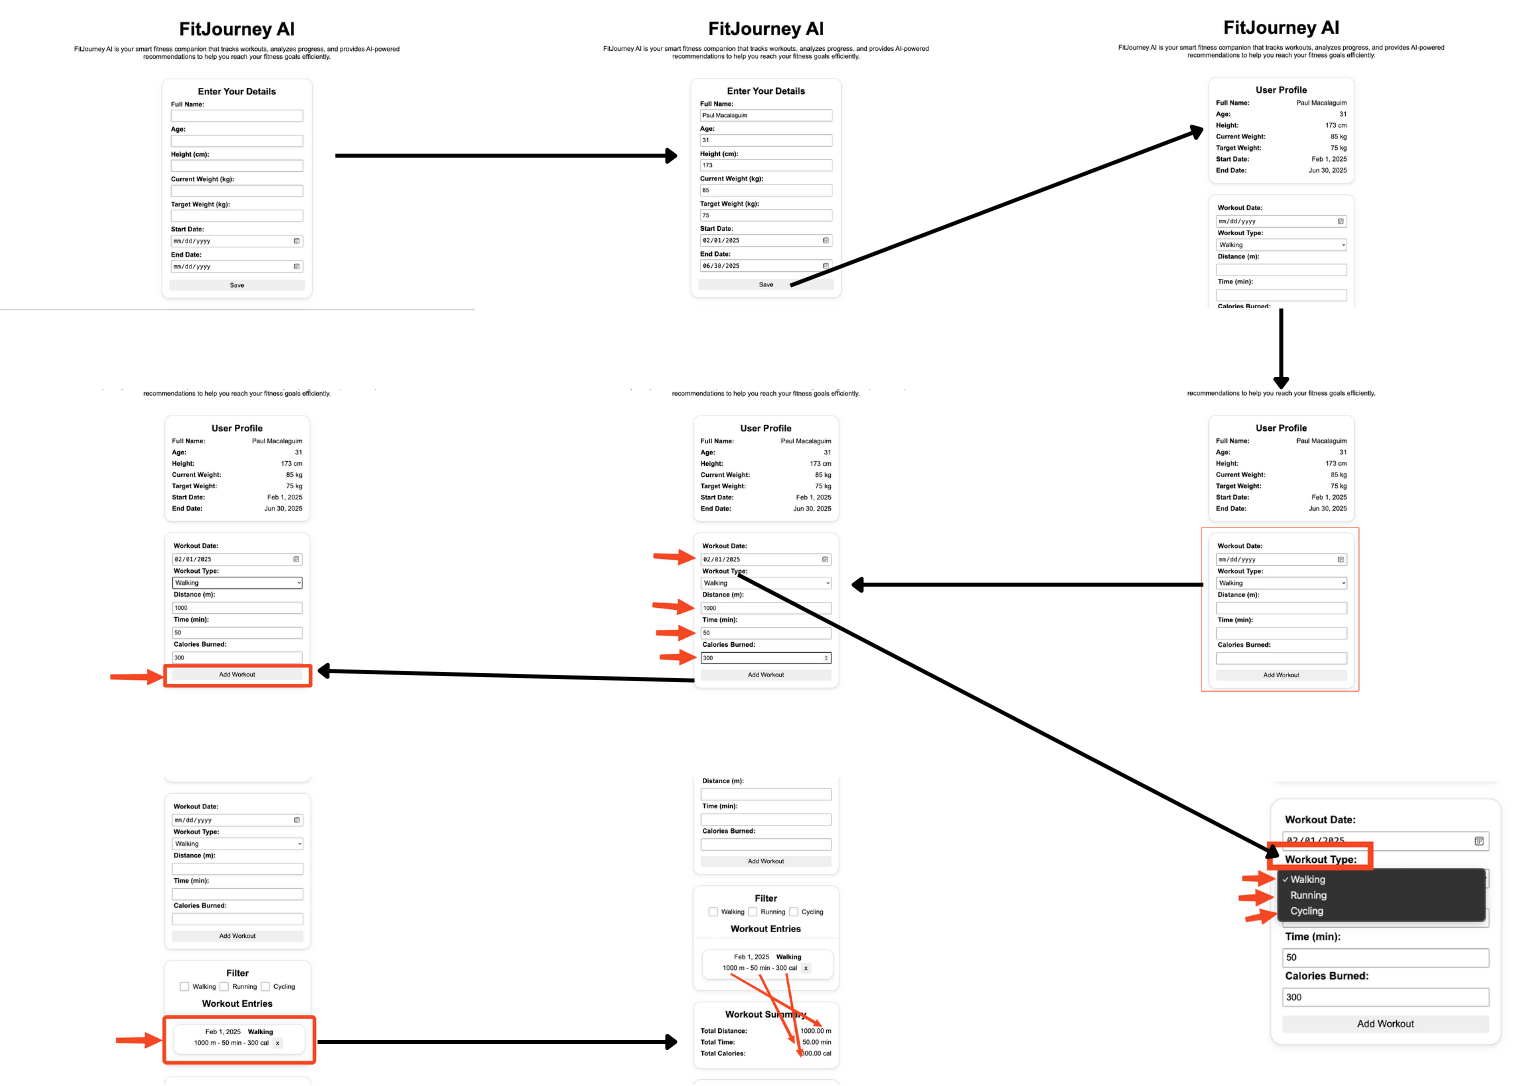 FitJourney AI
FitJourney AI is your smart fitness companion that tracks workouts, analyzes progress, and provides AI-powered
recommendations to help you reach your fitness goals efficiently.
Enter Your Details
Full Name:
Age:
Height (cm):
Current Weight (kg):
Target Weight (kg):
Start Date:
mm/dd/yyyy
End Date:
mm/dd/yyyy
Save
FitJourney AI
FitJourney AI is your smart fitness companion that tracks workouts, analyzes progress, and provides AI-powered
recommendations to help you reach your fitness goals efficiently.
Enter Your Details
Full Name:
Paul Macalaguim
Age:
31
Height (cm):
173
Current Weight (kg):
85
Target Weight (kg):
75
Start Date:
02/01/2025
End Date:
06/30/2025
Save
FitJourney AI
FitJourney AI is your smart fitness companion that tracks workouts, analyzes progress, and provides AI-powered
recommendations to help you reach your fitness goals efficiently.
User Profile
Full Name: Paul Macalaguim
Age: 31
Height: 173 cm
Current Weight: 85 kg
Target Weight: 75 kg
Start Date: Feb 1, 2025
End Date: Jun 30, 2025
Workout Date:
mm/dd/yyyy
Workout Type:
Walking
Distance (m):
Time (min):
Calories Burned:
recommendations to help you reach your fitness goals efficiently.
User Profile
Full Name: Paul Macalaguim
Age: 31
Height: 173 cm
Current Weight: 85 kg
Target Weight: 75 kg
Start Date: Feb 1, 2025
End Date: Jun 30, 2025
Workout Date:
02/01/2025
Workout Type:
Walking
Distance (m):
1000
Time (min):
50
Calories Burned:
300
Add Workout
recommendations to help you reach your fitness goals efficiently.
User Profile
Full Name: Paul Macalaguim
Age: 31
Height: 173 cm
Current Weight: 85 kg
Target Weight: 75 kg
Start Date: Feb 1, 2025
End Date: Jun 30, 2025
Workout Date:
02/01/2025
Workout Type:
Walking
Distance (m):
1000
Time (min):
50
Calories Burned:
300
Add Workout
recommendations to help you reach your fitness goals efficiently.
User Profile
Full Name: Paul Macalaguim
Age: 31
Height: 173 cm
Current Weight: 85 kg
Target Weight: 75 kg
Start Date: Feb 1, 2025
End Date: Jun 30, 2025
Workout Date:
mm/dd/yyyy
Workout Type:
Walking
Distance (m):
Time (min):
Calories Burned:
Add Workout
Workout Date:
mm/dd/yyyy
Workout Type:
Walking
Distance (m):
Time (min):
Calories Burned:
Add Workout
Filter
Walking Running Cycling
Workout Entries
Feb 1, 2025 Walking
1000 m - 50 min - 300 cal x
Distance (m):
Time (min):
Calories Burned:
Add Workout
Filter
Walking Running Cycling
Workout Entries
Feb 1, 2025 Walking
1000 m - 50 min - 300 cal x
Workout Summary
Total Distance: 1000.00 m
Total Time: 50.00 min
Total Calories: 300.00 cal
Workout Date:
02/01/2025
Workout Type:
✓ Walking
Running
Cycling
Time (min):
50
Calories Burned:
300
Add Workout